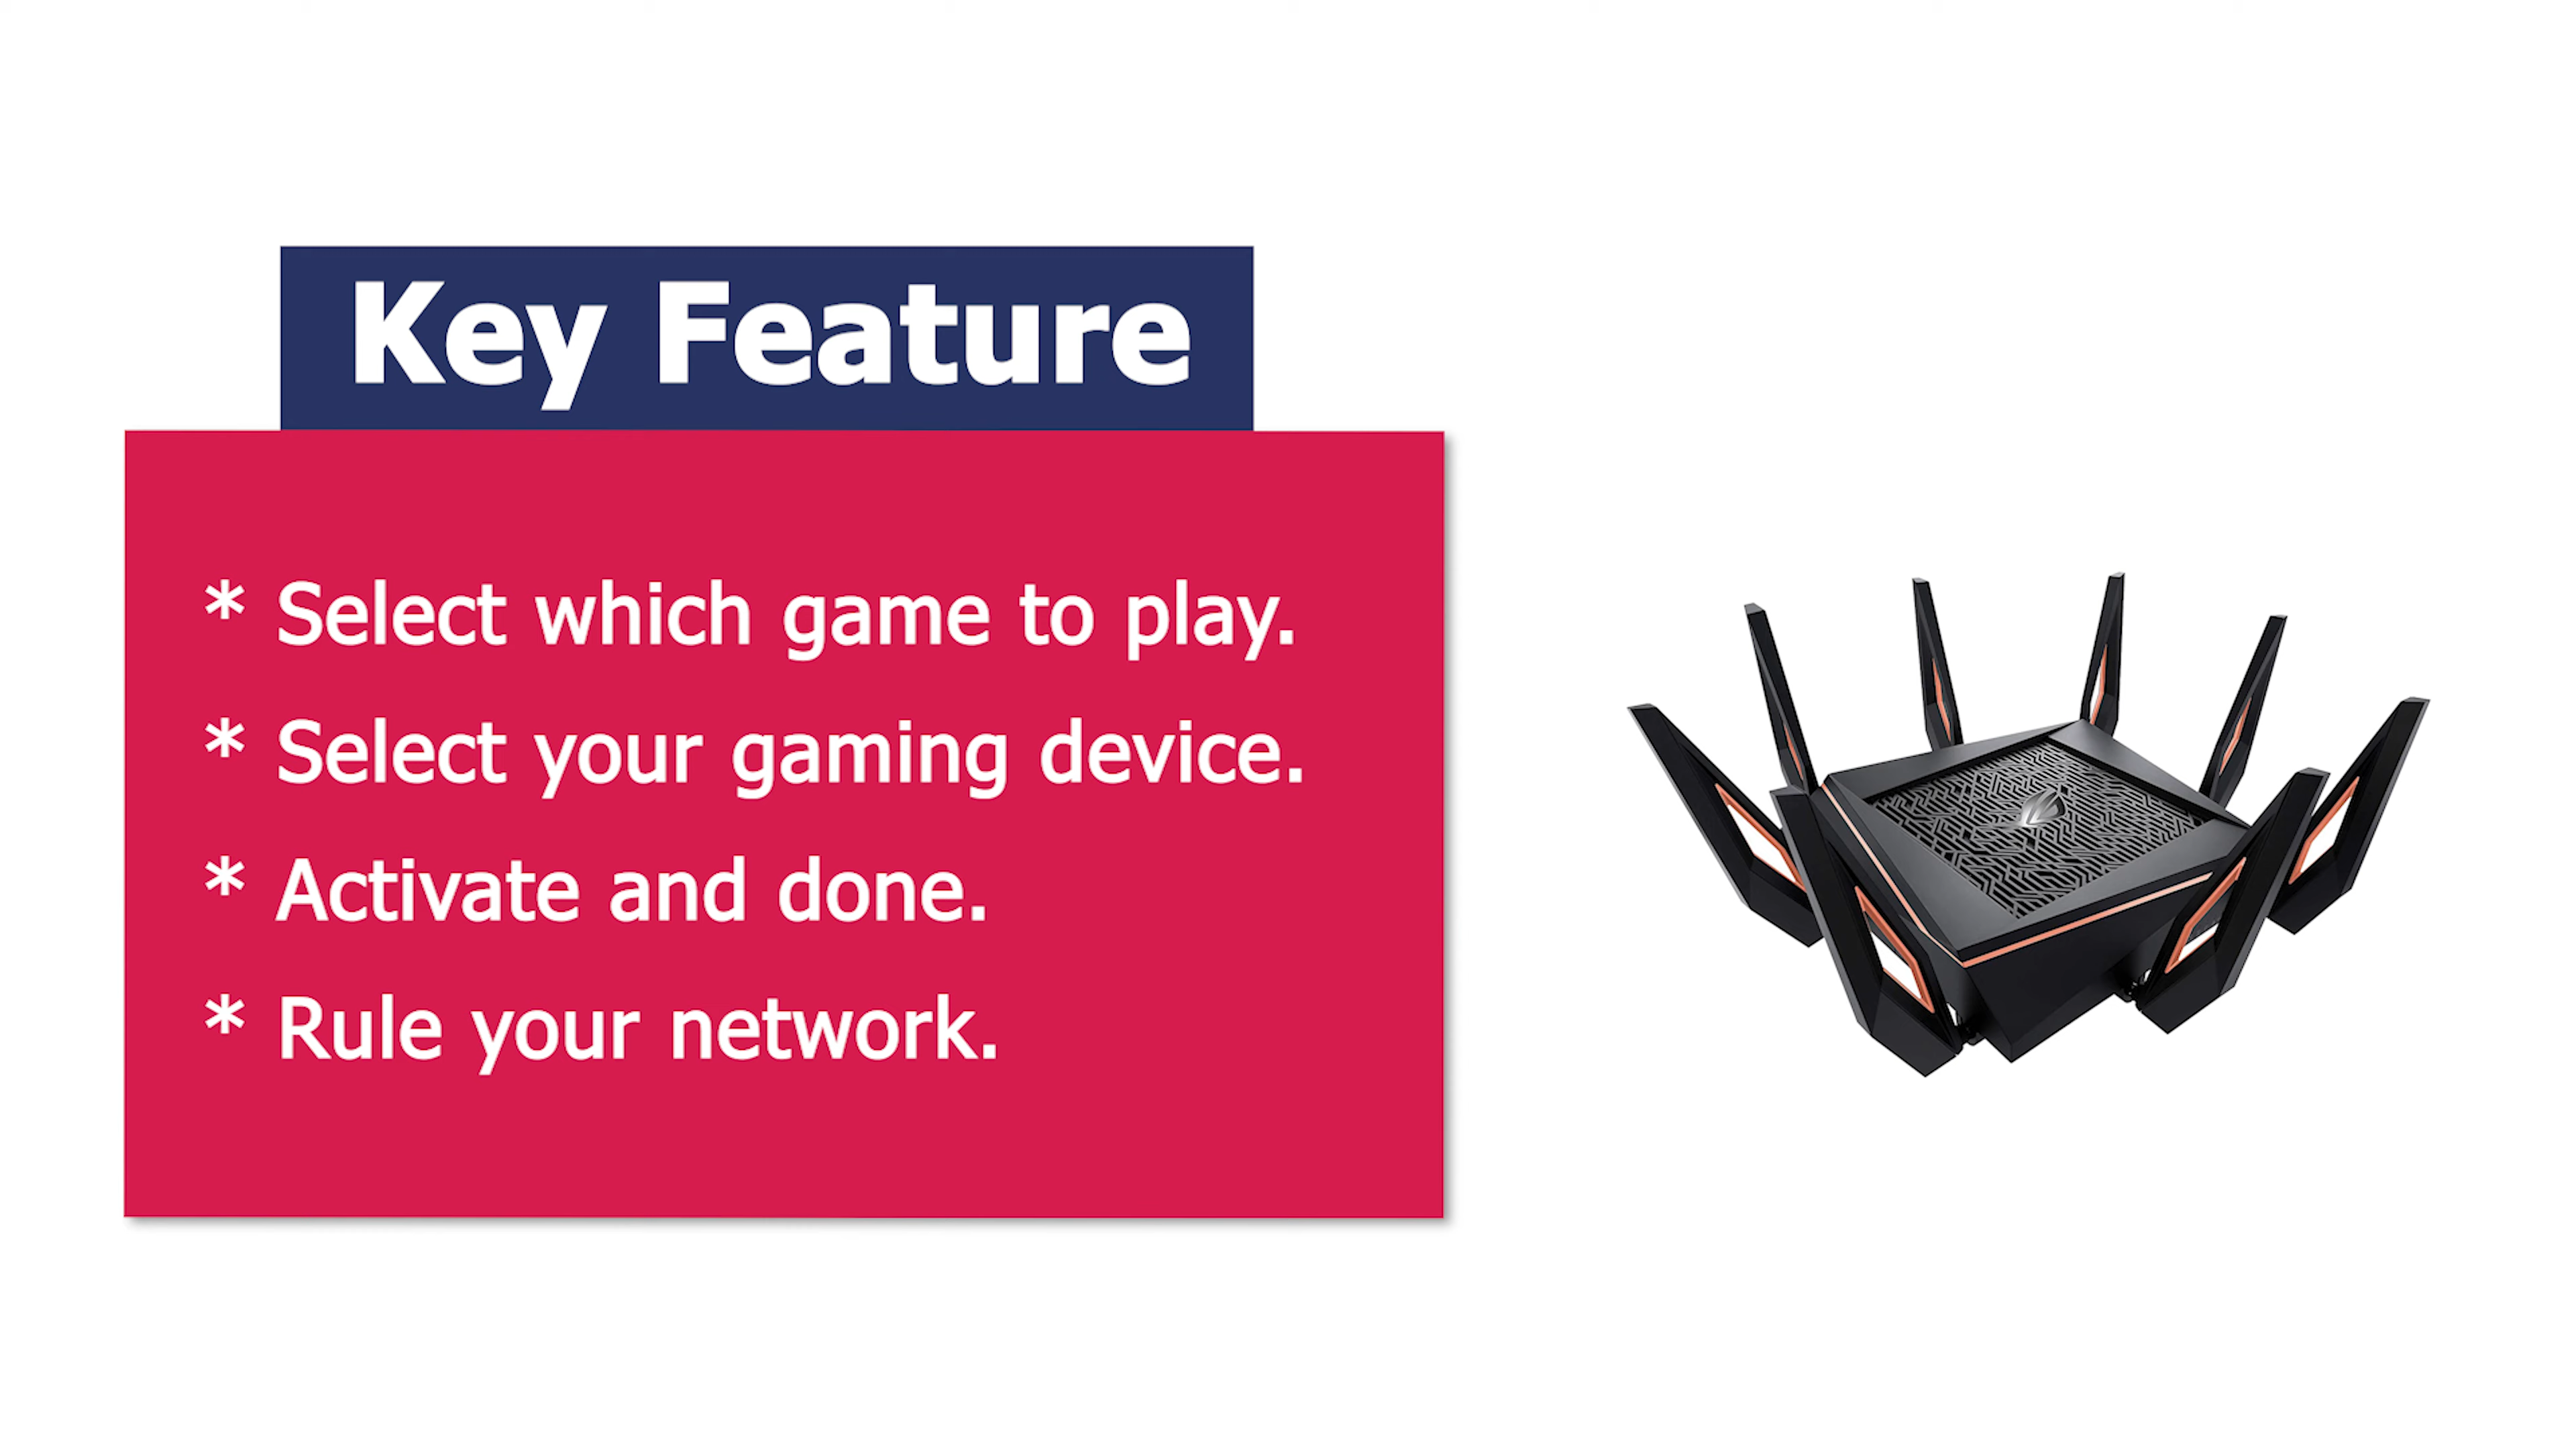 Key Feature
* Select which game to play.
* Select your gaming device.
* Activate and done.
* Rule your network.